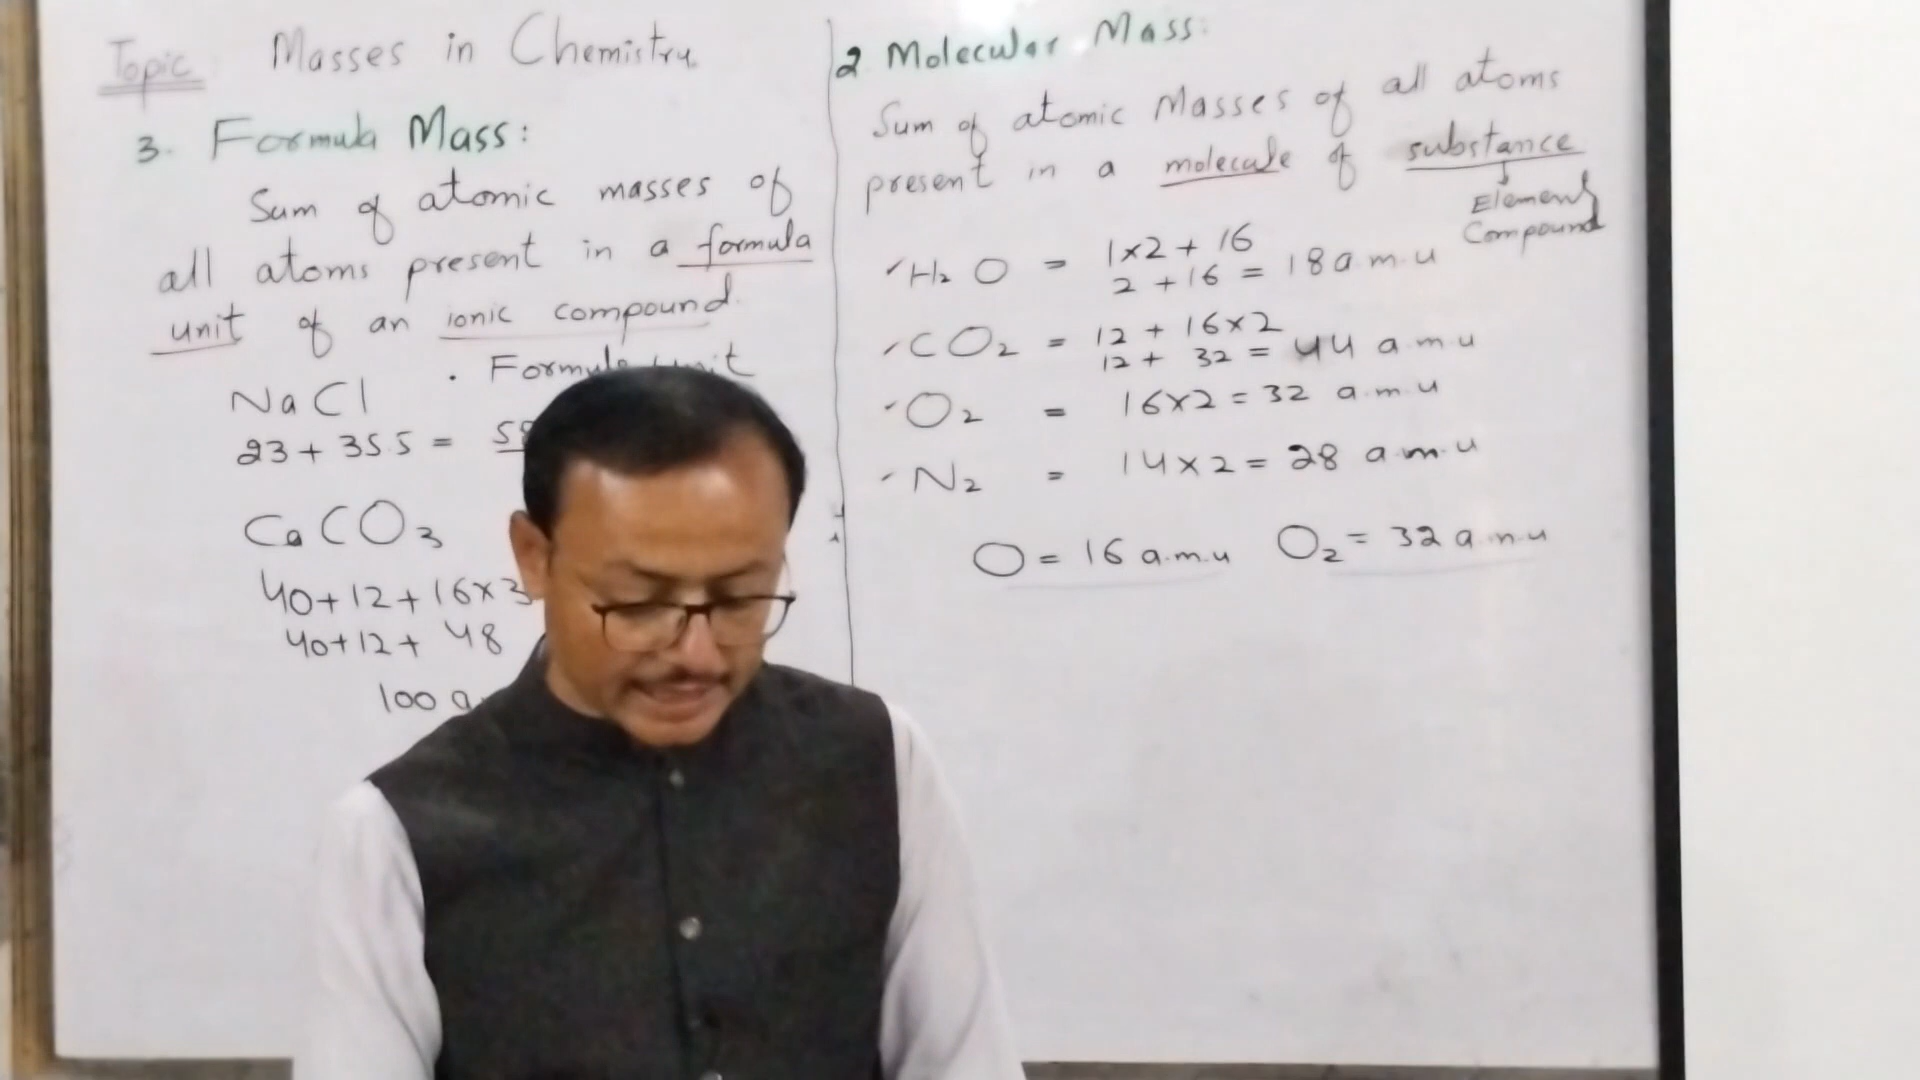 Topic Masses in Chemistry
3. Formula Mass:
Sum of atomic masses of
all atoms present in a formula
unit of an ionic compound.
. Formula Unit
NaCl
23 + 35.5 =
CaCO3
40+12+16×3
40+12+ 48
100
2 Molecular Mass:
Sum of atomic Masses of all atoms
present in a molecule of substance
Element
Compound
H2O = 1×2 + 16
2 + 16 = 18 a.m.u
CO2 = 12 + 16×2
12 + 32 = 44 a.m.u
O2 = 16×2 = 32 a.m.u
N2 = 14×2 = 28 a.m.u
O = 16 a.m.u O2 = 32 a.m.u